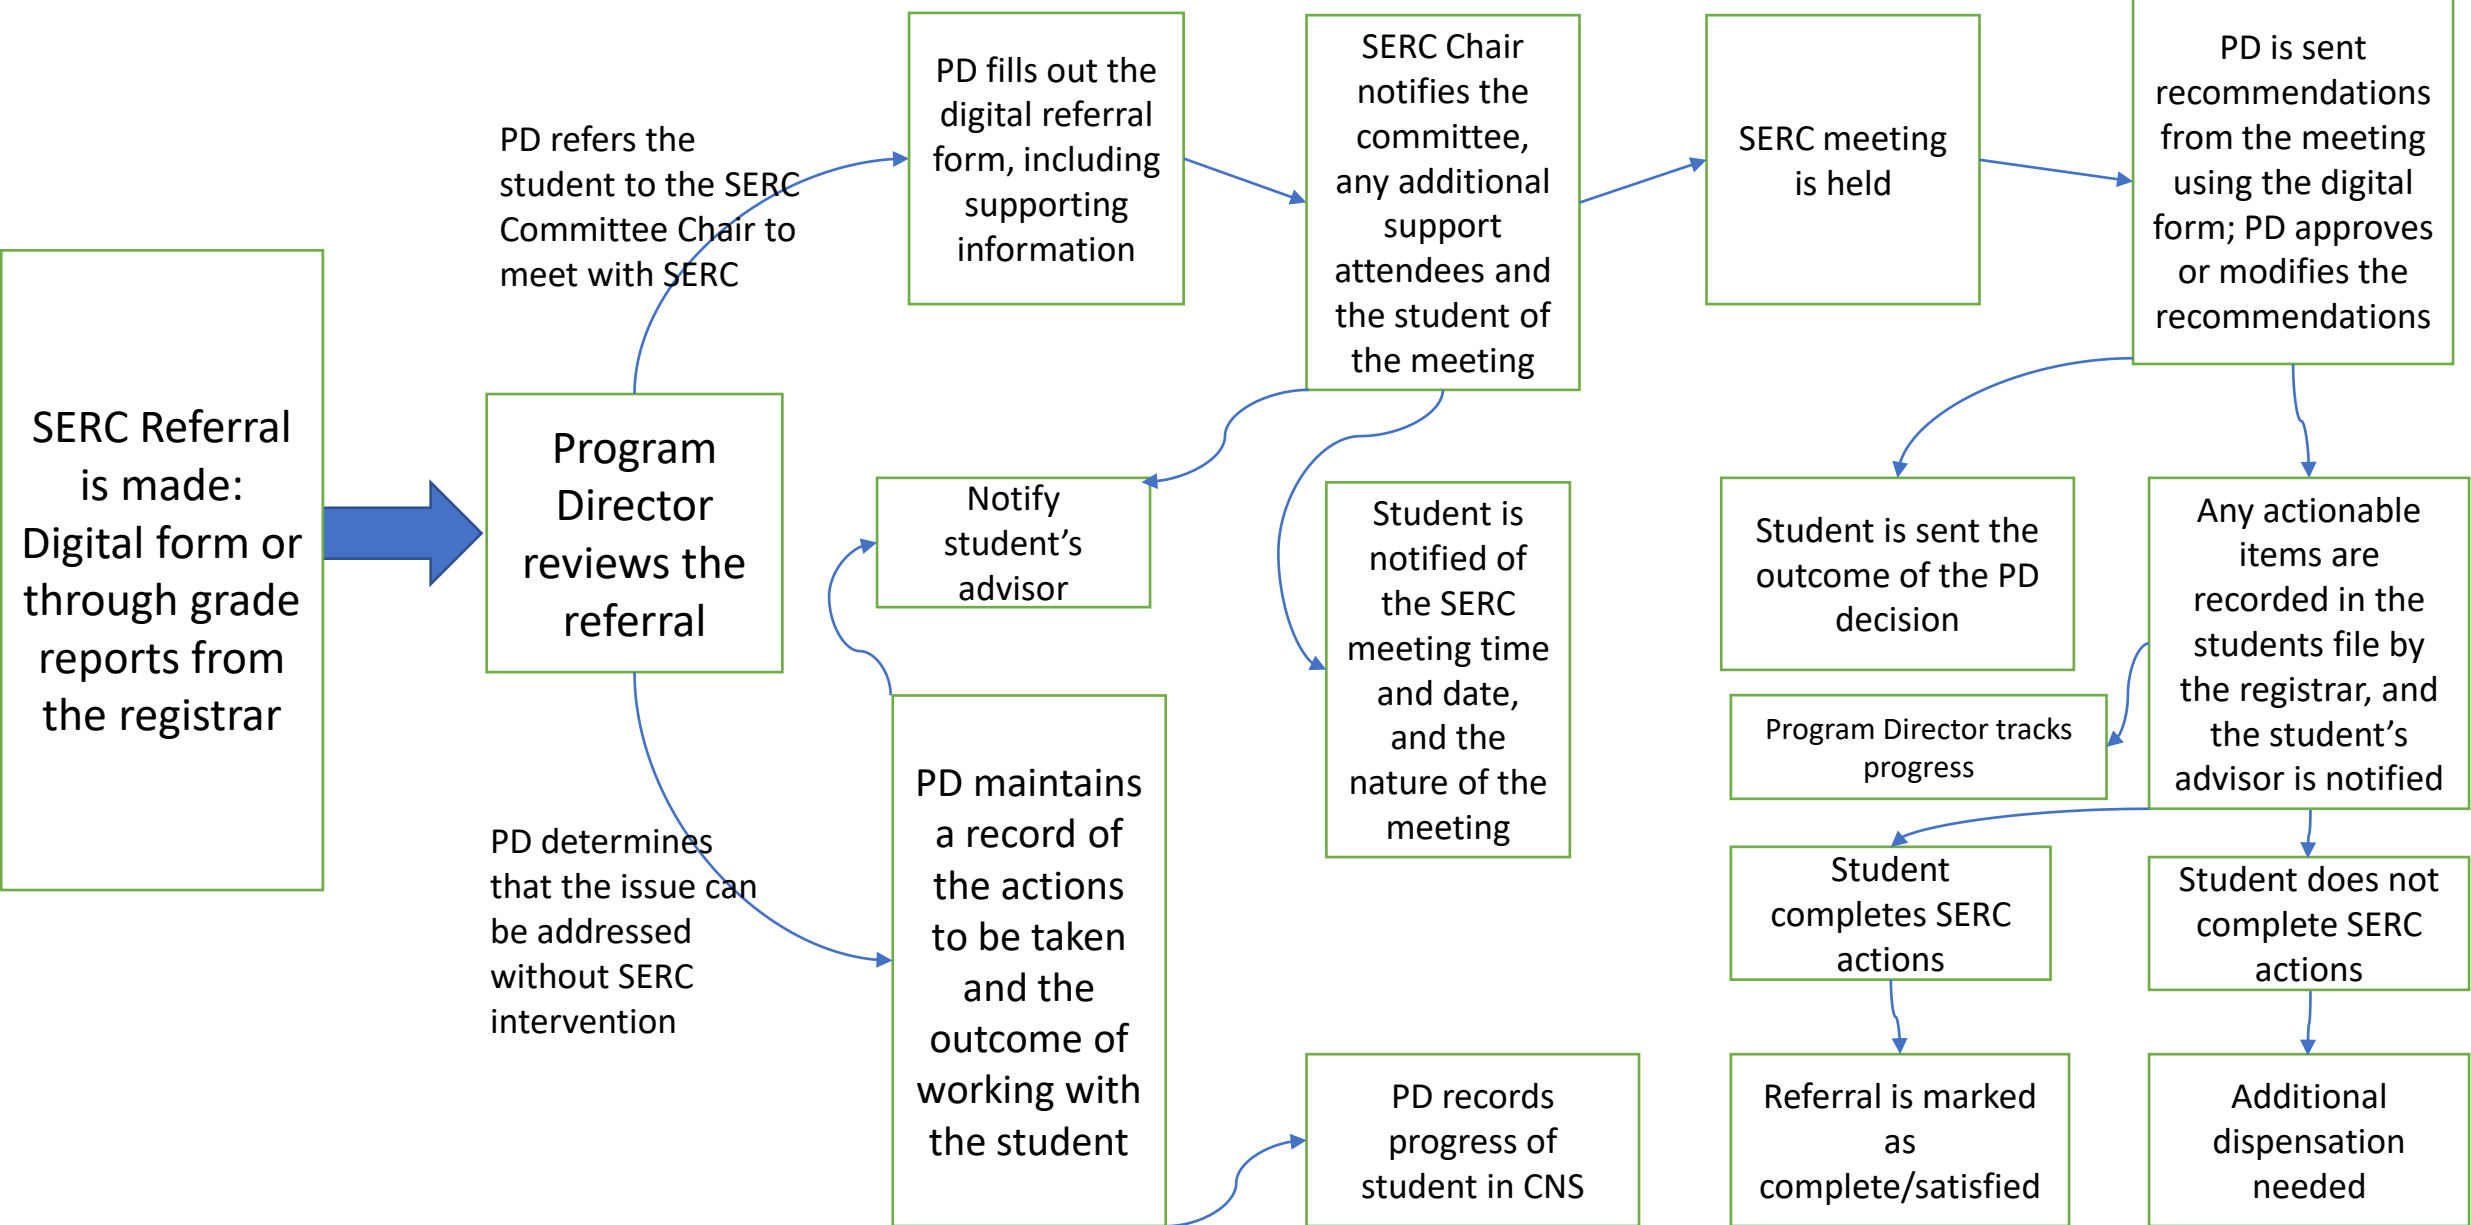 SERC Referral
is made:
Digital form or
through grade
reports from
the registrar
Program
Director
reviews the
referral
PD refers the
student to the SERC
Committee Chair to
meet with SERC
PD fills out the
digital referral
form, including
supporting
information
SERC Chair
notifies the
committee,
any additional
support
attendees and
the student of
the meeting
SERC meeting
is held
PD is sent
recommendations
from the meeting
using the digital
form; PD approves
or modifies the
recommendations
Notify
student’s
advisor
Student is
notified of
the SERC
meeting time
and date,
and the
nature of the
meeting
Student is sent the
outcome of the PD
decision
Any actionable
items are
recorded in the
students file by
the registrar, and
the student’s
advisor is notified
Program Director tracks
progress
PD determines
that the issue can
be addressed
without SERC
intervention
PD maintains
a record of
the actions
to be taken
and the
outcome of
working with
the student
PD records
progress of
student in CNS
Student
completes SERC
actions
Student does not
complete SERC
actions
Referral is marked
as
complete/satisfied
Additional
dispensation
needed